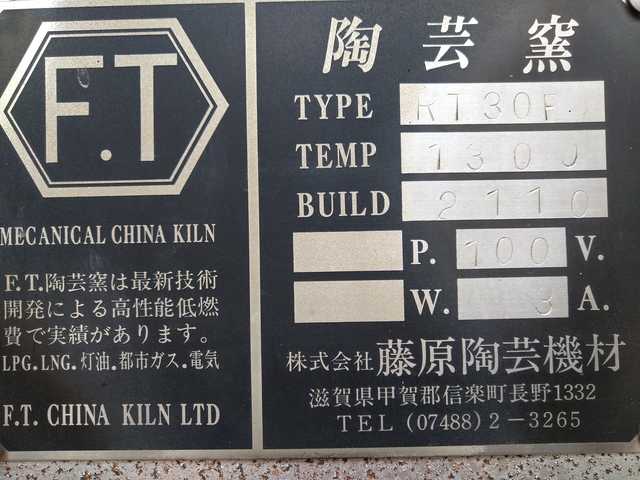 F.T
MECANICAL CHINA KILN
F.T.陶芸窯は最新技術
開発による高性能低燃
費で実績があります。
LPG.LNG.灯油.都市ガス.電気
F.T. CHINA KILN LTD
陶芸窯
TYPE RT30F
TEMP 1300
BUILD 2110
P. 100 V.
W. 3 A.
株式会社 藤原陶芸機材
滋賀県甲賀郡信楽町長野1332
TEL (07488) 2-3265